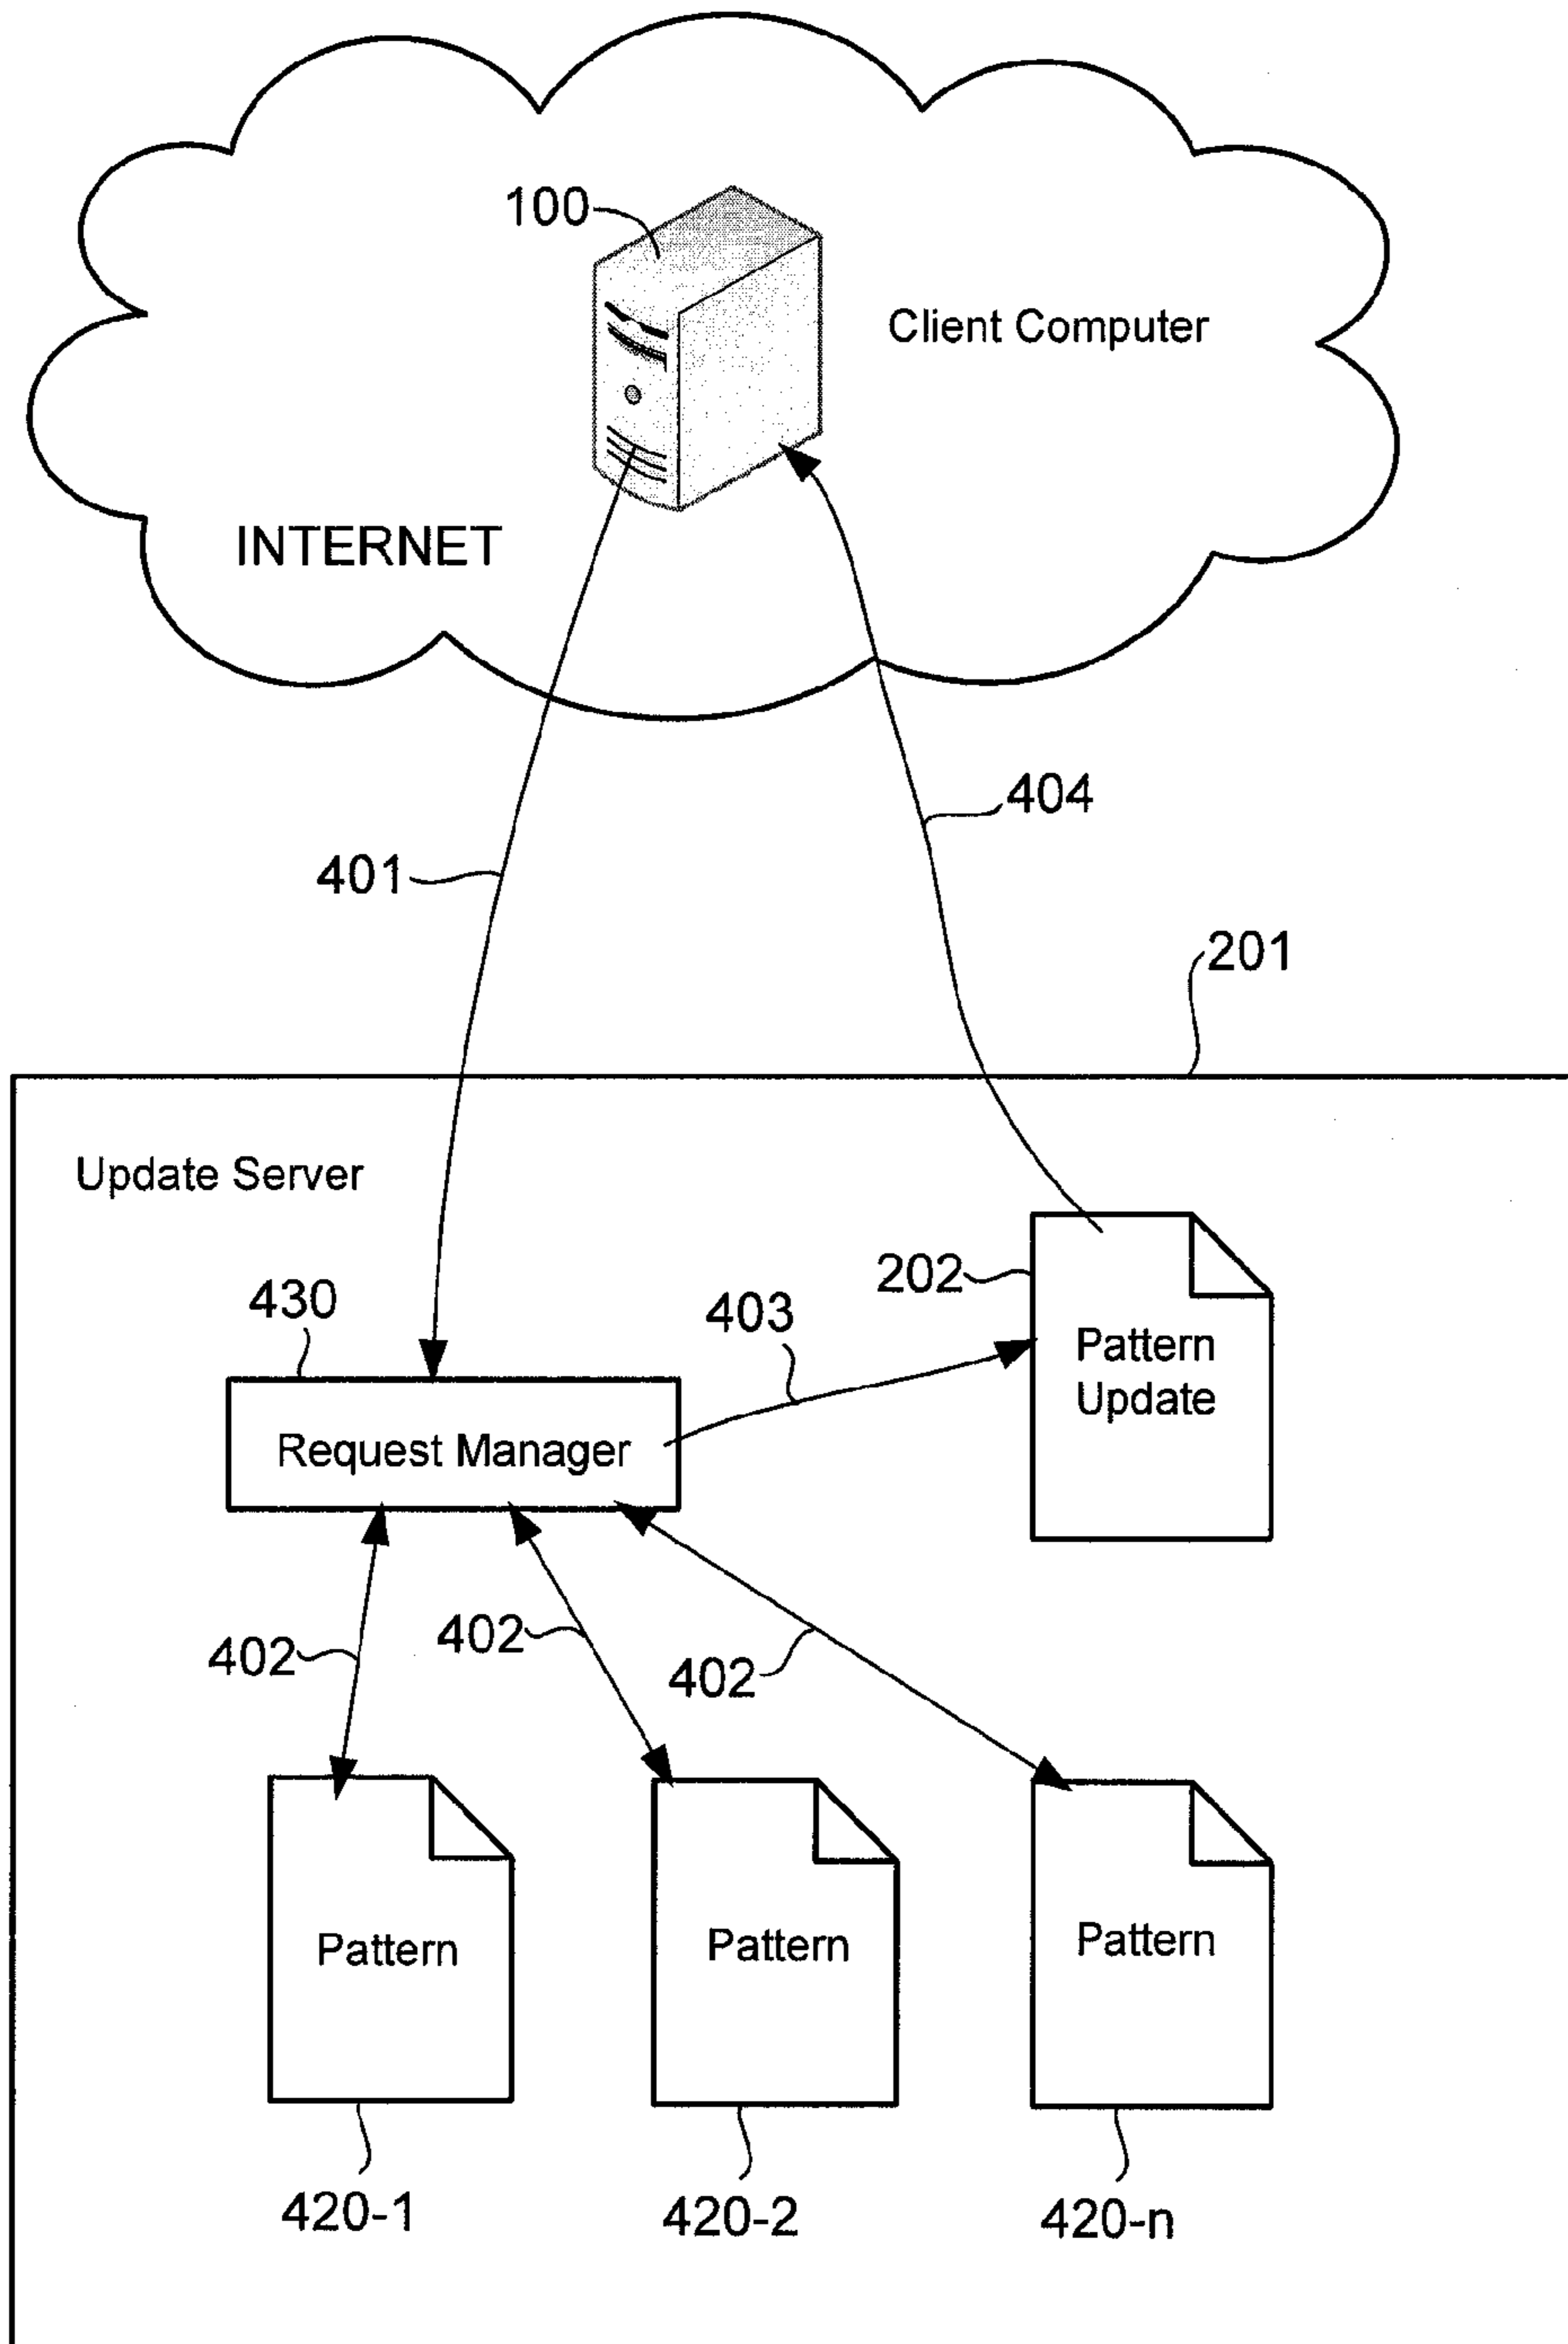 100
Client Computer
INTERNET
404
401
201
Update Server
202
430
403
Pattern
Update
Request Manager
402
402
402
Pattern
Pattern
Pattern
420-1
420-2
420-n